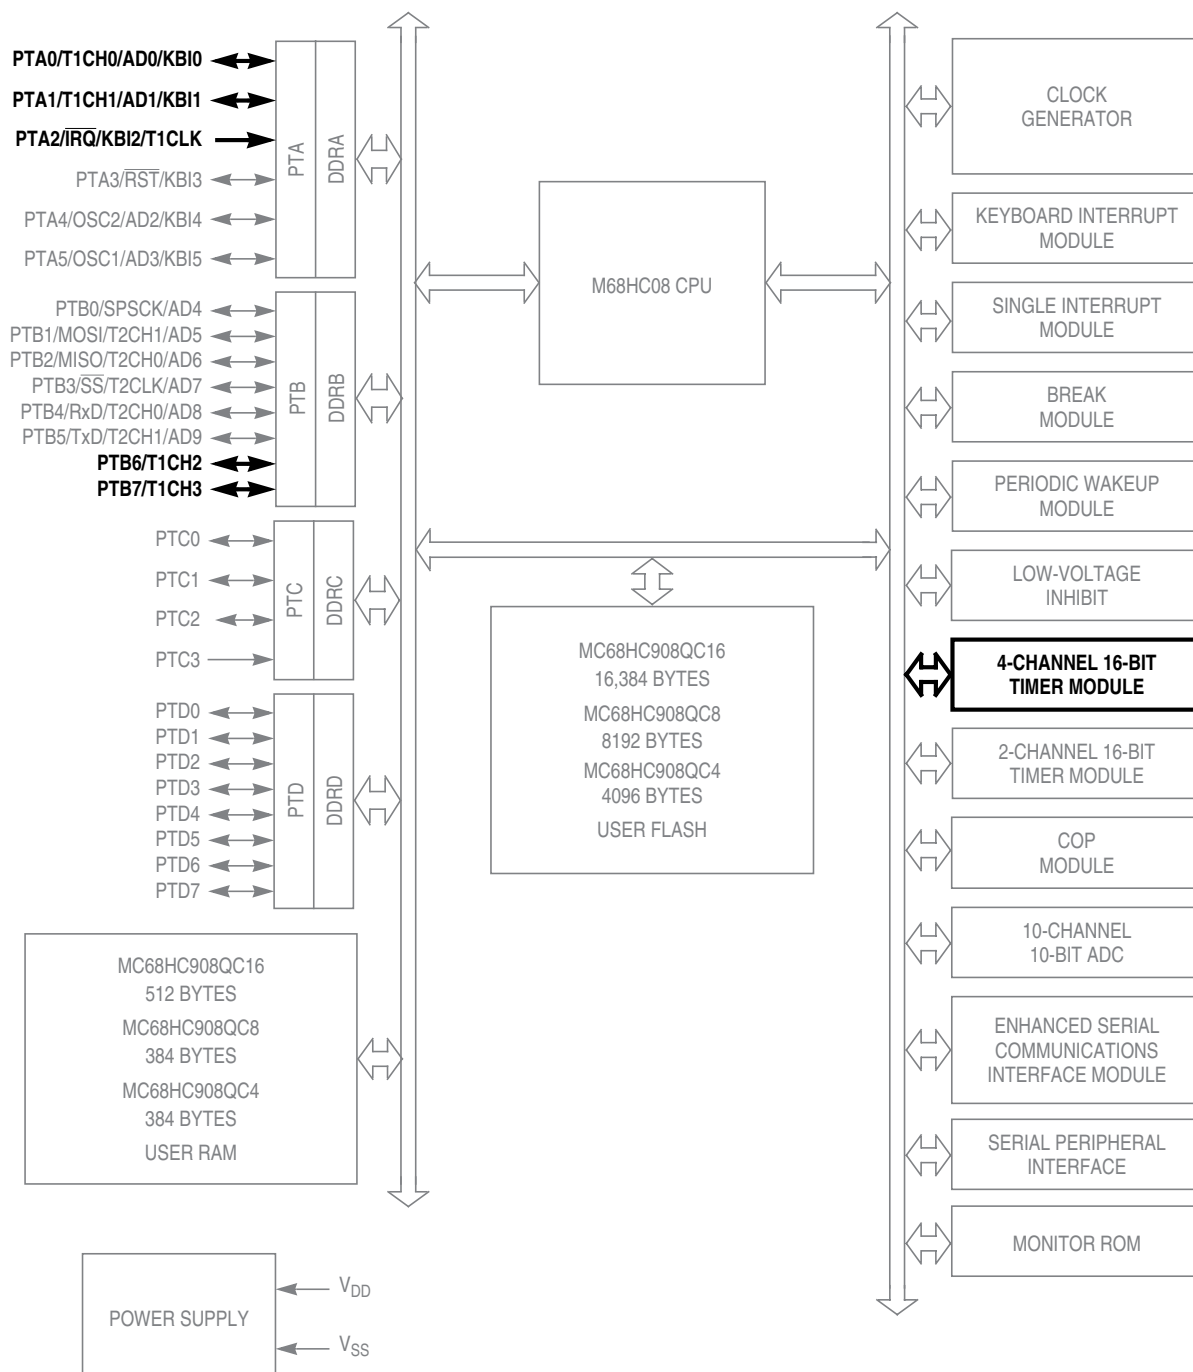 PTA0/T1CH0/AD0/KBI0
PTA1/T1CH1/AD1/KBI1
PTA2/IRQ/KBI2/T1CLK
PTA3/RST/KBI3
PTA4/OSC2/AD2/KBI4
PTA5/OSC1/AD3/KBI5
PTA
DDRA
PTB0/SPSCK/AD4
PTB1/MOSI/T2CH1/AD5
PTB2/MISO/T2CH0/AD6
PTB3/SS/T2CLK/AD7
PTB4/RxD/T2CH0/AD8
PTB5/TxD/T2CH1/AD9
PTB6/T1CH2
PTB7/T1CH3
PTB
DDRB
PTC0
PTC1
PTC2
PTC3
PTC
DDRC
PTD0
PTD1
PTD2
PTD3
PTD4
PTD5
PTD6
PTD7
PTD
DDRD
MC68HC908QC16
512 BYTES
MC68HC908QC8
384 BYTES
MC68HC908QC4
384 BYTES
USER RAM
POWER SUPPLY
VDD
VSS
M68HC08 CPU
MC68HC908QC16
16,384 BYTES
MC68HC908QC8
8192 BYTES
MC68HC908QC4
4096 BYTES
USER FLASH
CLOCK
GENERATOR
KEYBOARD INTERRUPT
MODULE
SINGLE INTERRUPT
MODULE
BREAK
MODULE
PERIODIC WAKEUP
MODULE
LOW-VOLTAGE
INHIBIT
4-CHANNEL 16-BIT
TIMER MODULE
2-CHANNEL 16-BIT
TIMER MODULE
COP
MODULE
10-CHANNEL
10-BIT ADC
ENHANCED SERIAL
COMMUNICATIONS
INTERFACE MODULE
SERIAL PERIPHERAL
INTERFACE
MONITOR ROM